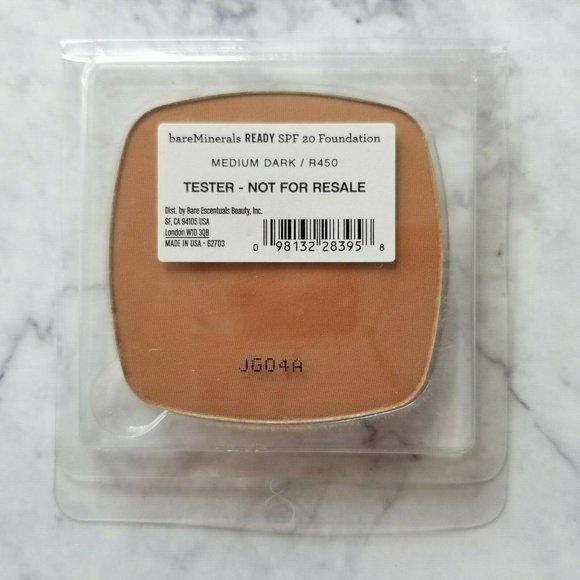 bareMinerals READY SPF 20 Foundation
MEDIUM DARK / R450
TESTER - NOT FOR RESALE
Dist. by Bare Escentuals Beauty, Inc.
SF, CA 94105 USA
London W1D 3QB
MADE IN USA - 62703
0 98132 28395 8
JG04A